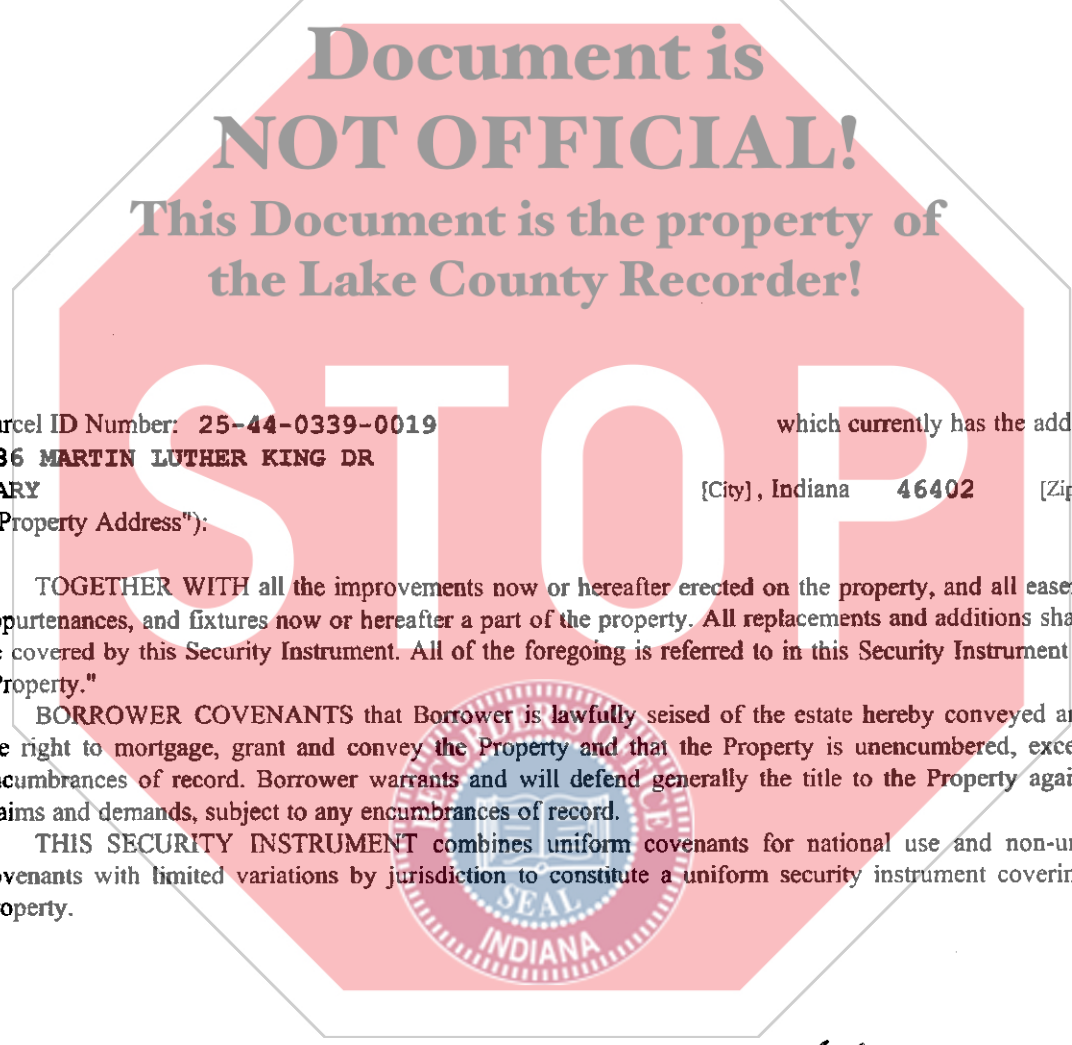 Document is
NOT OFFICIAL!
This Document is the property of
the Lake County Recorder!
STOP
rcel ID Number: 25-44-0339-0019 which currently has the add
36 MARTIN LUTHER KING DR
ARY [City] , Indiana 46402 [Zip
Property Address"):
TOGETHER WITH all the improvements now or hereafter erected on the property, and all ease
purtenances, and fixtures now or hereafter a part of the property. All replacements and additions sha
covered by this Security Instrument. All of the foregoing is referred to in this Security Instrument
Property."
BORROWER COVENANTS that Borrower is lawfully seised of the estate hereby conveyed a
e right to mortgage, grant and convey the Property and that the Property is unencumbered, exce
cumbrances of record. Borrower warrants and will defend generally the title to the Property agai
aims and demands, subject to any encumbrances of record.
THIS SECURITY INSTRUMENT combines uniform covenants for national use and non-u
venants with limited variations by jurisdiction to constitute a uniform security instrument coverin
operty.
RECORDER'S OFFICE
SEAL
INDIANA